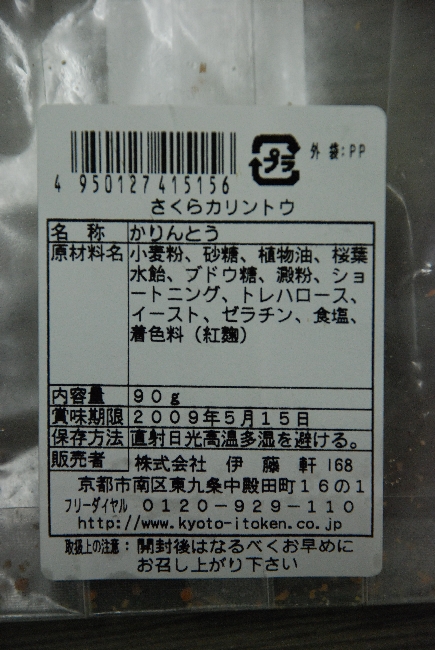 4 950127 415156
プラ
外袋:PP
さくらカリントウ
名称 かりんとう
原材料名 小麦粉、砂糖、植物油、桜葉
水飴、ブドウ糖、澱粉、ショ
ートニング、トレハロース、
イースト、ゼラチン、食塩、
着色料（紅麹）
内容量 90g
賞味期限 2009年5月15日
保存方法 直射日光高温多湿を避ける。
販売者 株式会社 伊藤軒 168
京都市南区東九条中殿田町16の1
フリーダイヤル 0120-929-110
http://www.kyoto-itoken.co.jp
取扱上の注意：開封後はなるべくお早めに
お召し上がり下さい